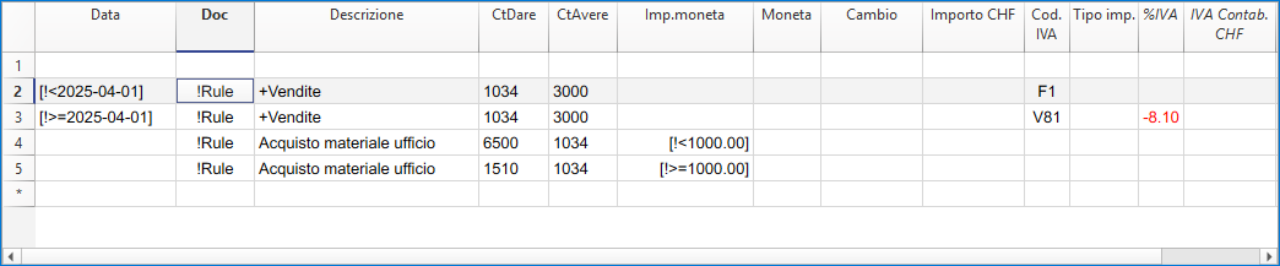 Data Doc Descrizione CtDare CtAvere Imp.moneta Moneta Cambio Importo CHF Cod. IVA Tipo imp. %IVA IVA Contab. CHF
1
2 [!<2025-04-01] !Rule +Vendite 1034 3000 F1
3 [!>=2025-04-01] !Rule +Vendite 1034 3000 V81 -8.10
4 !Rule Acquisto materiale ufficio 6500 1034 [!<1000.00]
5 !Rule Acquisto materiale ufficio 1510 1034 [!>=1000.00]
*